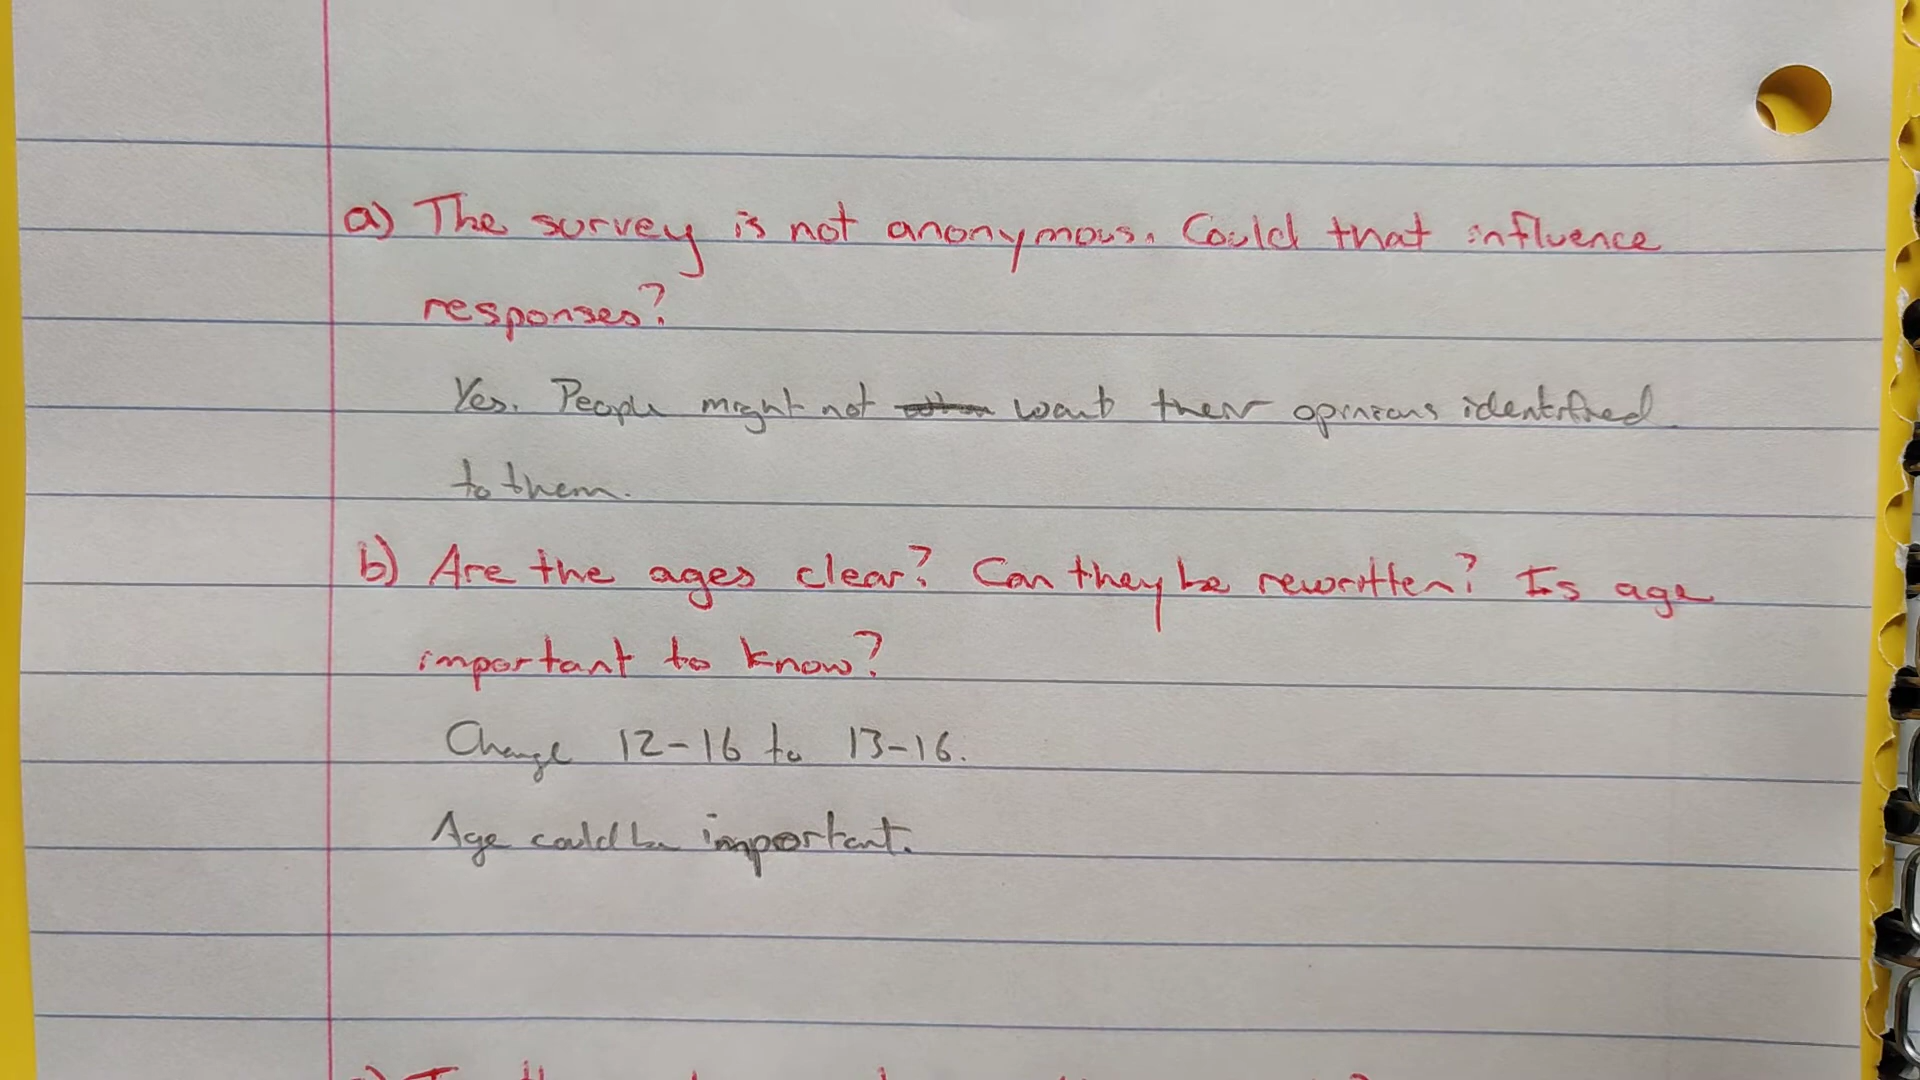 a) The survey is not anonymous. Could that influence
responses?
Yes. People might not want their opinions identified
to them.
b) Are the ages clear? Can they be rewritten? Is age
important to know?
Change 12-16 to 13-16.
Age could be important.